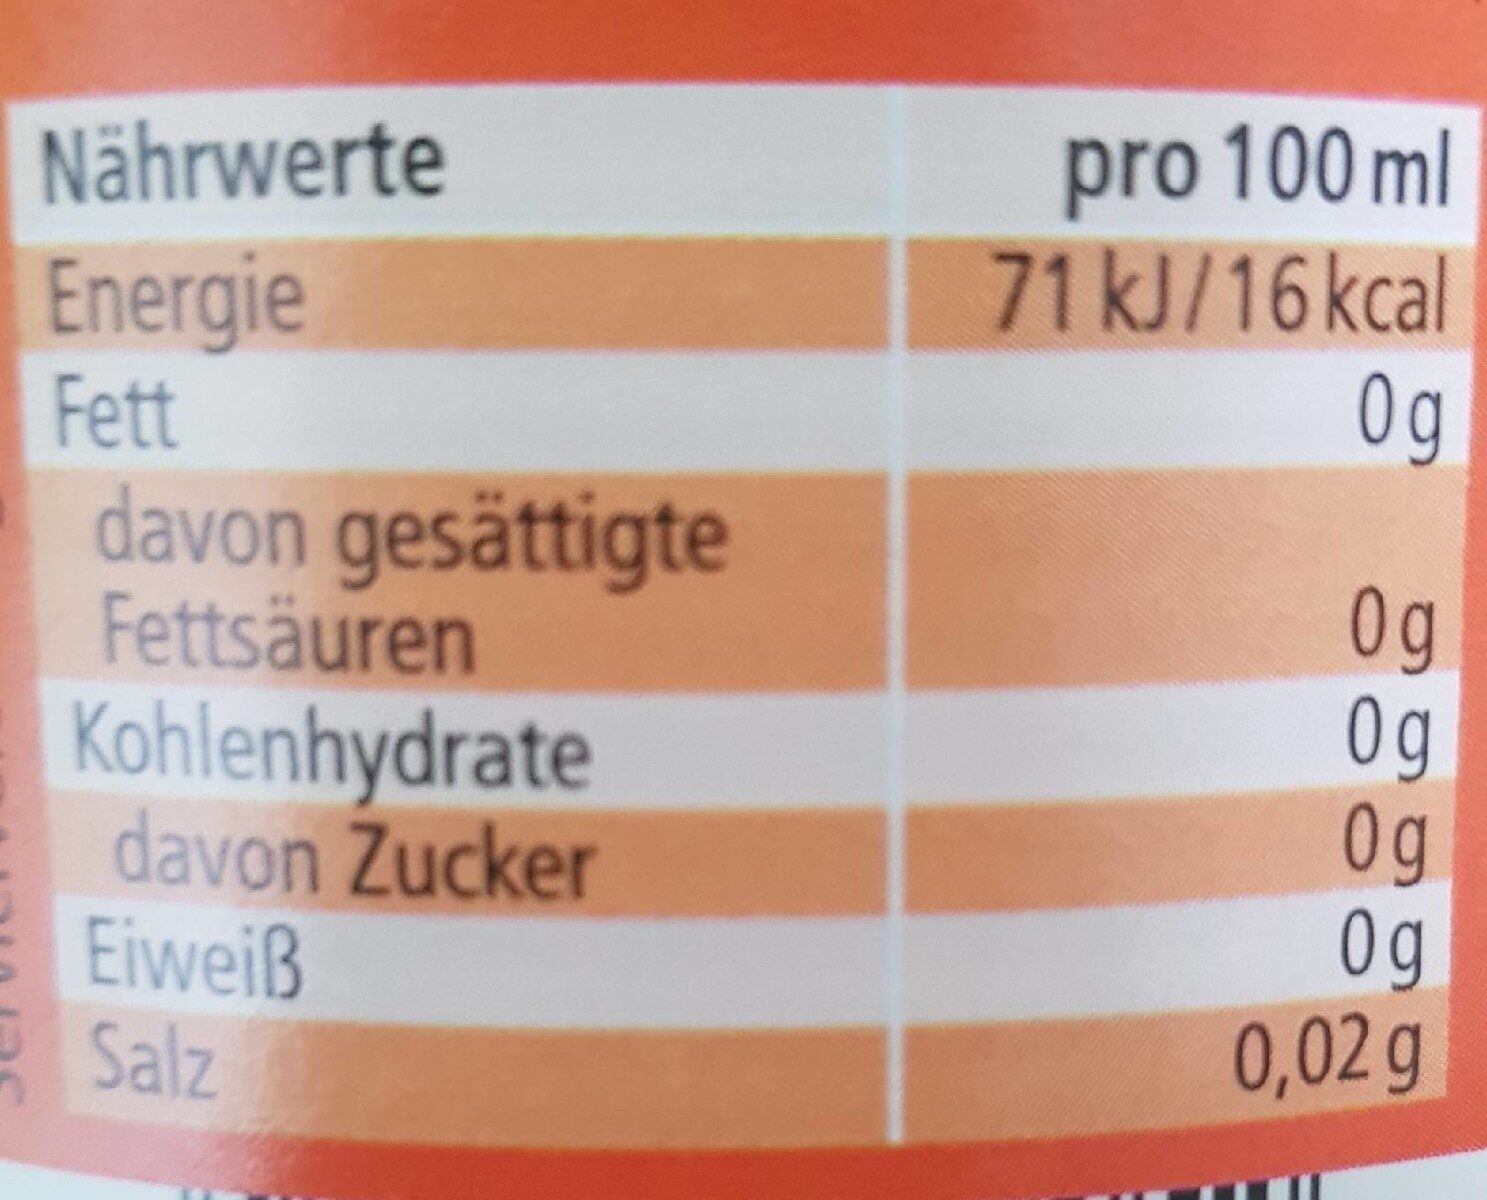 Nährwerte pro 100 ml
Energie 71 kJ/16 kcal
Fett 0 g
davon gesättigte
Fettsäuren 0 g
Kohlenhydrate 0 g
davon Zucker 0 g
Eiweiß 0 g
Salz 0,02 g